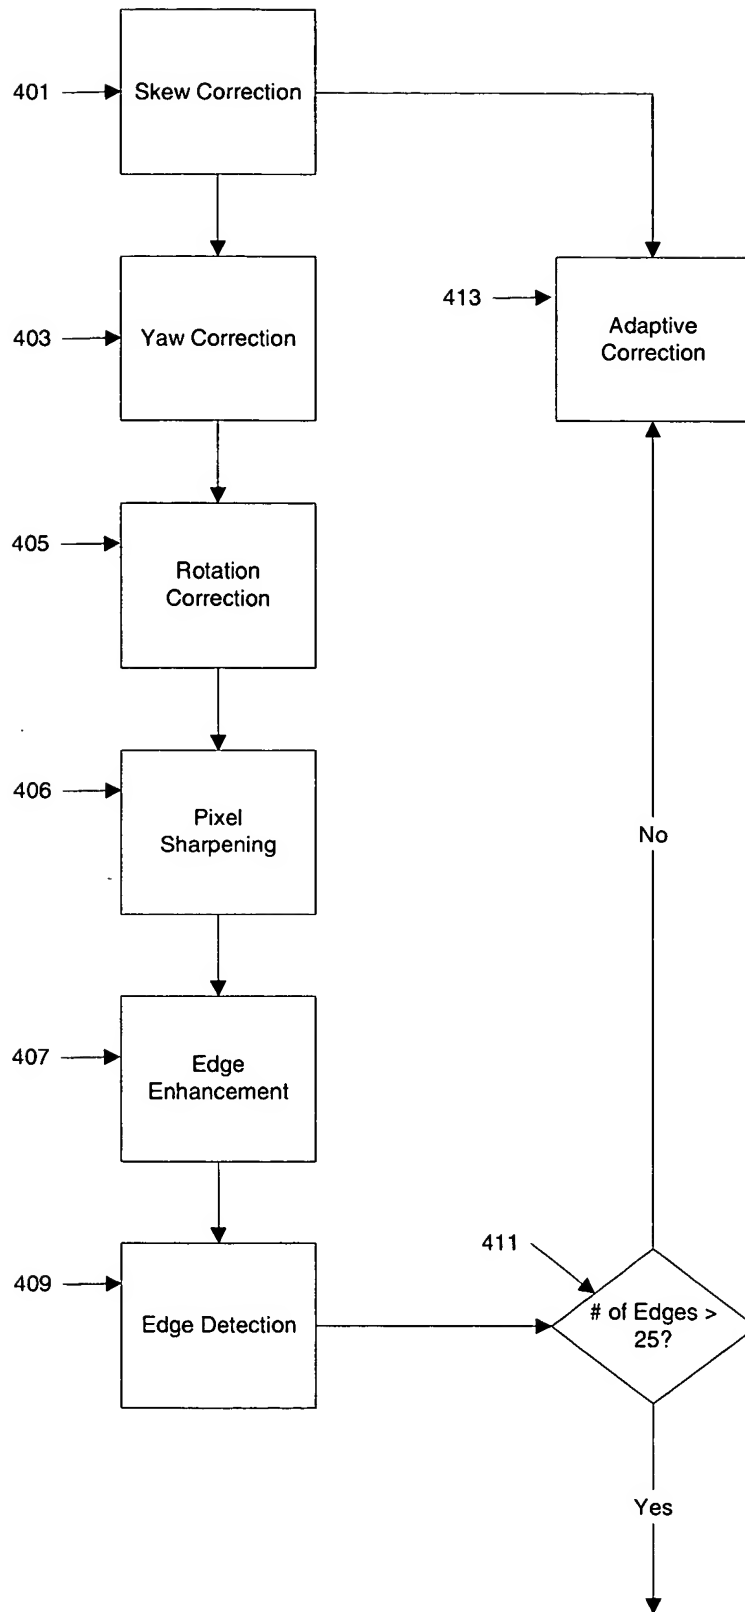 401
Skew Correction
403
Yaw Correction
413
Adaptive
Correction
405
Rotation
Correction
406
Pixel
Sharpening
No
407
Edge
Enhancement
411
409
Edge Detection
# of Edges >
25?
Yes